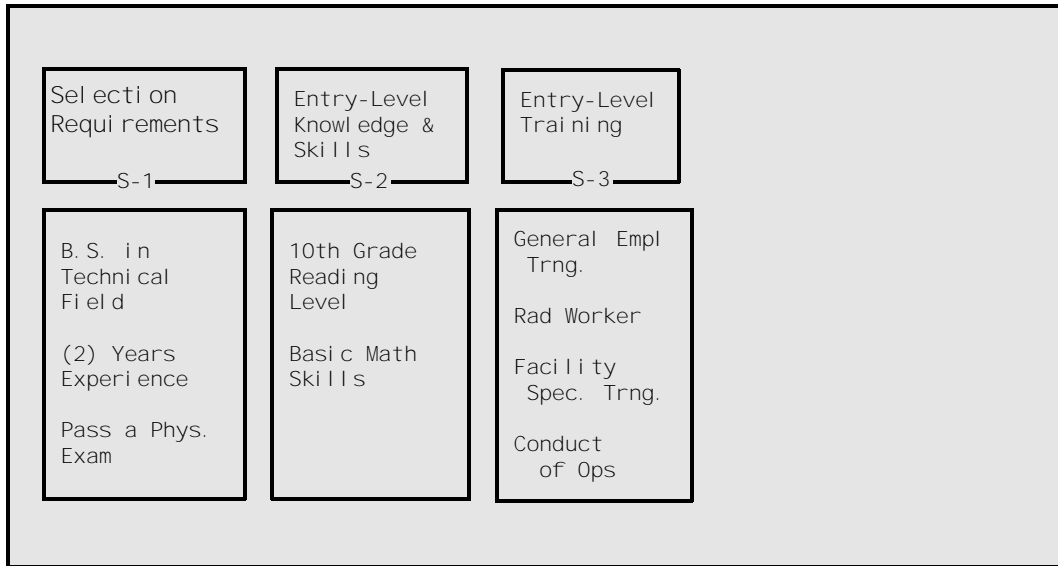 Selection
Requirements
S-1
Entry-Level
Knowledge &
Skills
S-2
Entry-Level
Training
S-3
B.S. in
Technical
Field
(2) Years
Experience
Pass a Phys.
Exam
10th Grade
Reading
Level
Basic Math
Skills
General Empl
Trng.
Rad Worker
Facility
Spec. Trng.
Conduct
of Ops